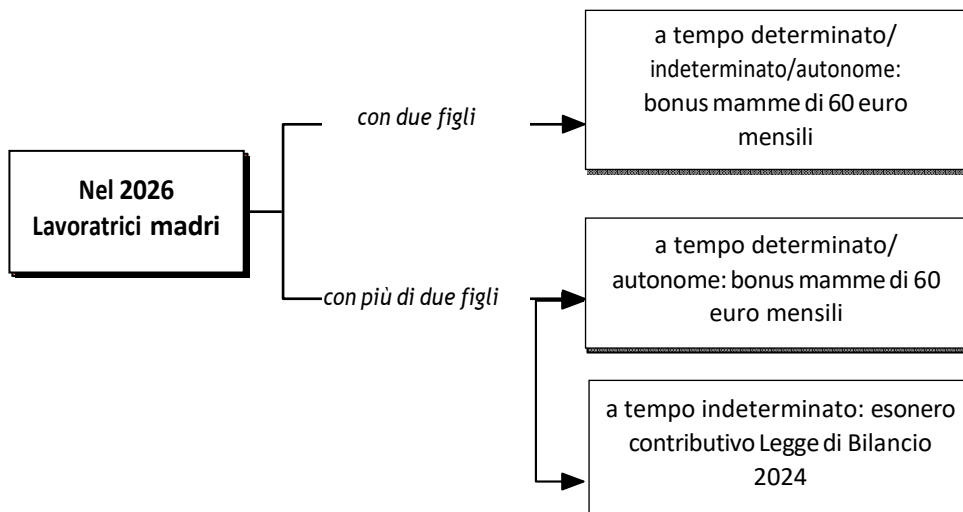 Nel 2026
Lavoratrici madri
con due figli
a tempo determinato/
indeterminato/autonome:
bonus mamme di 60 euro
mensili
con più di due figli
a tempo determinato/
autonome: bonus mamme di 60
euro mensili
a tempo indeterminato: esonero
contributivo Legge di Bilancio
2024